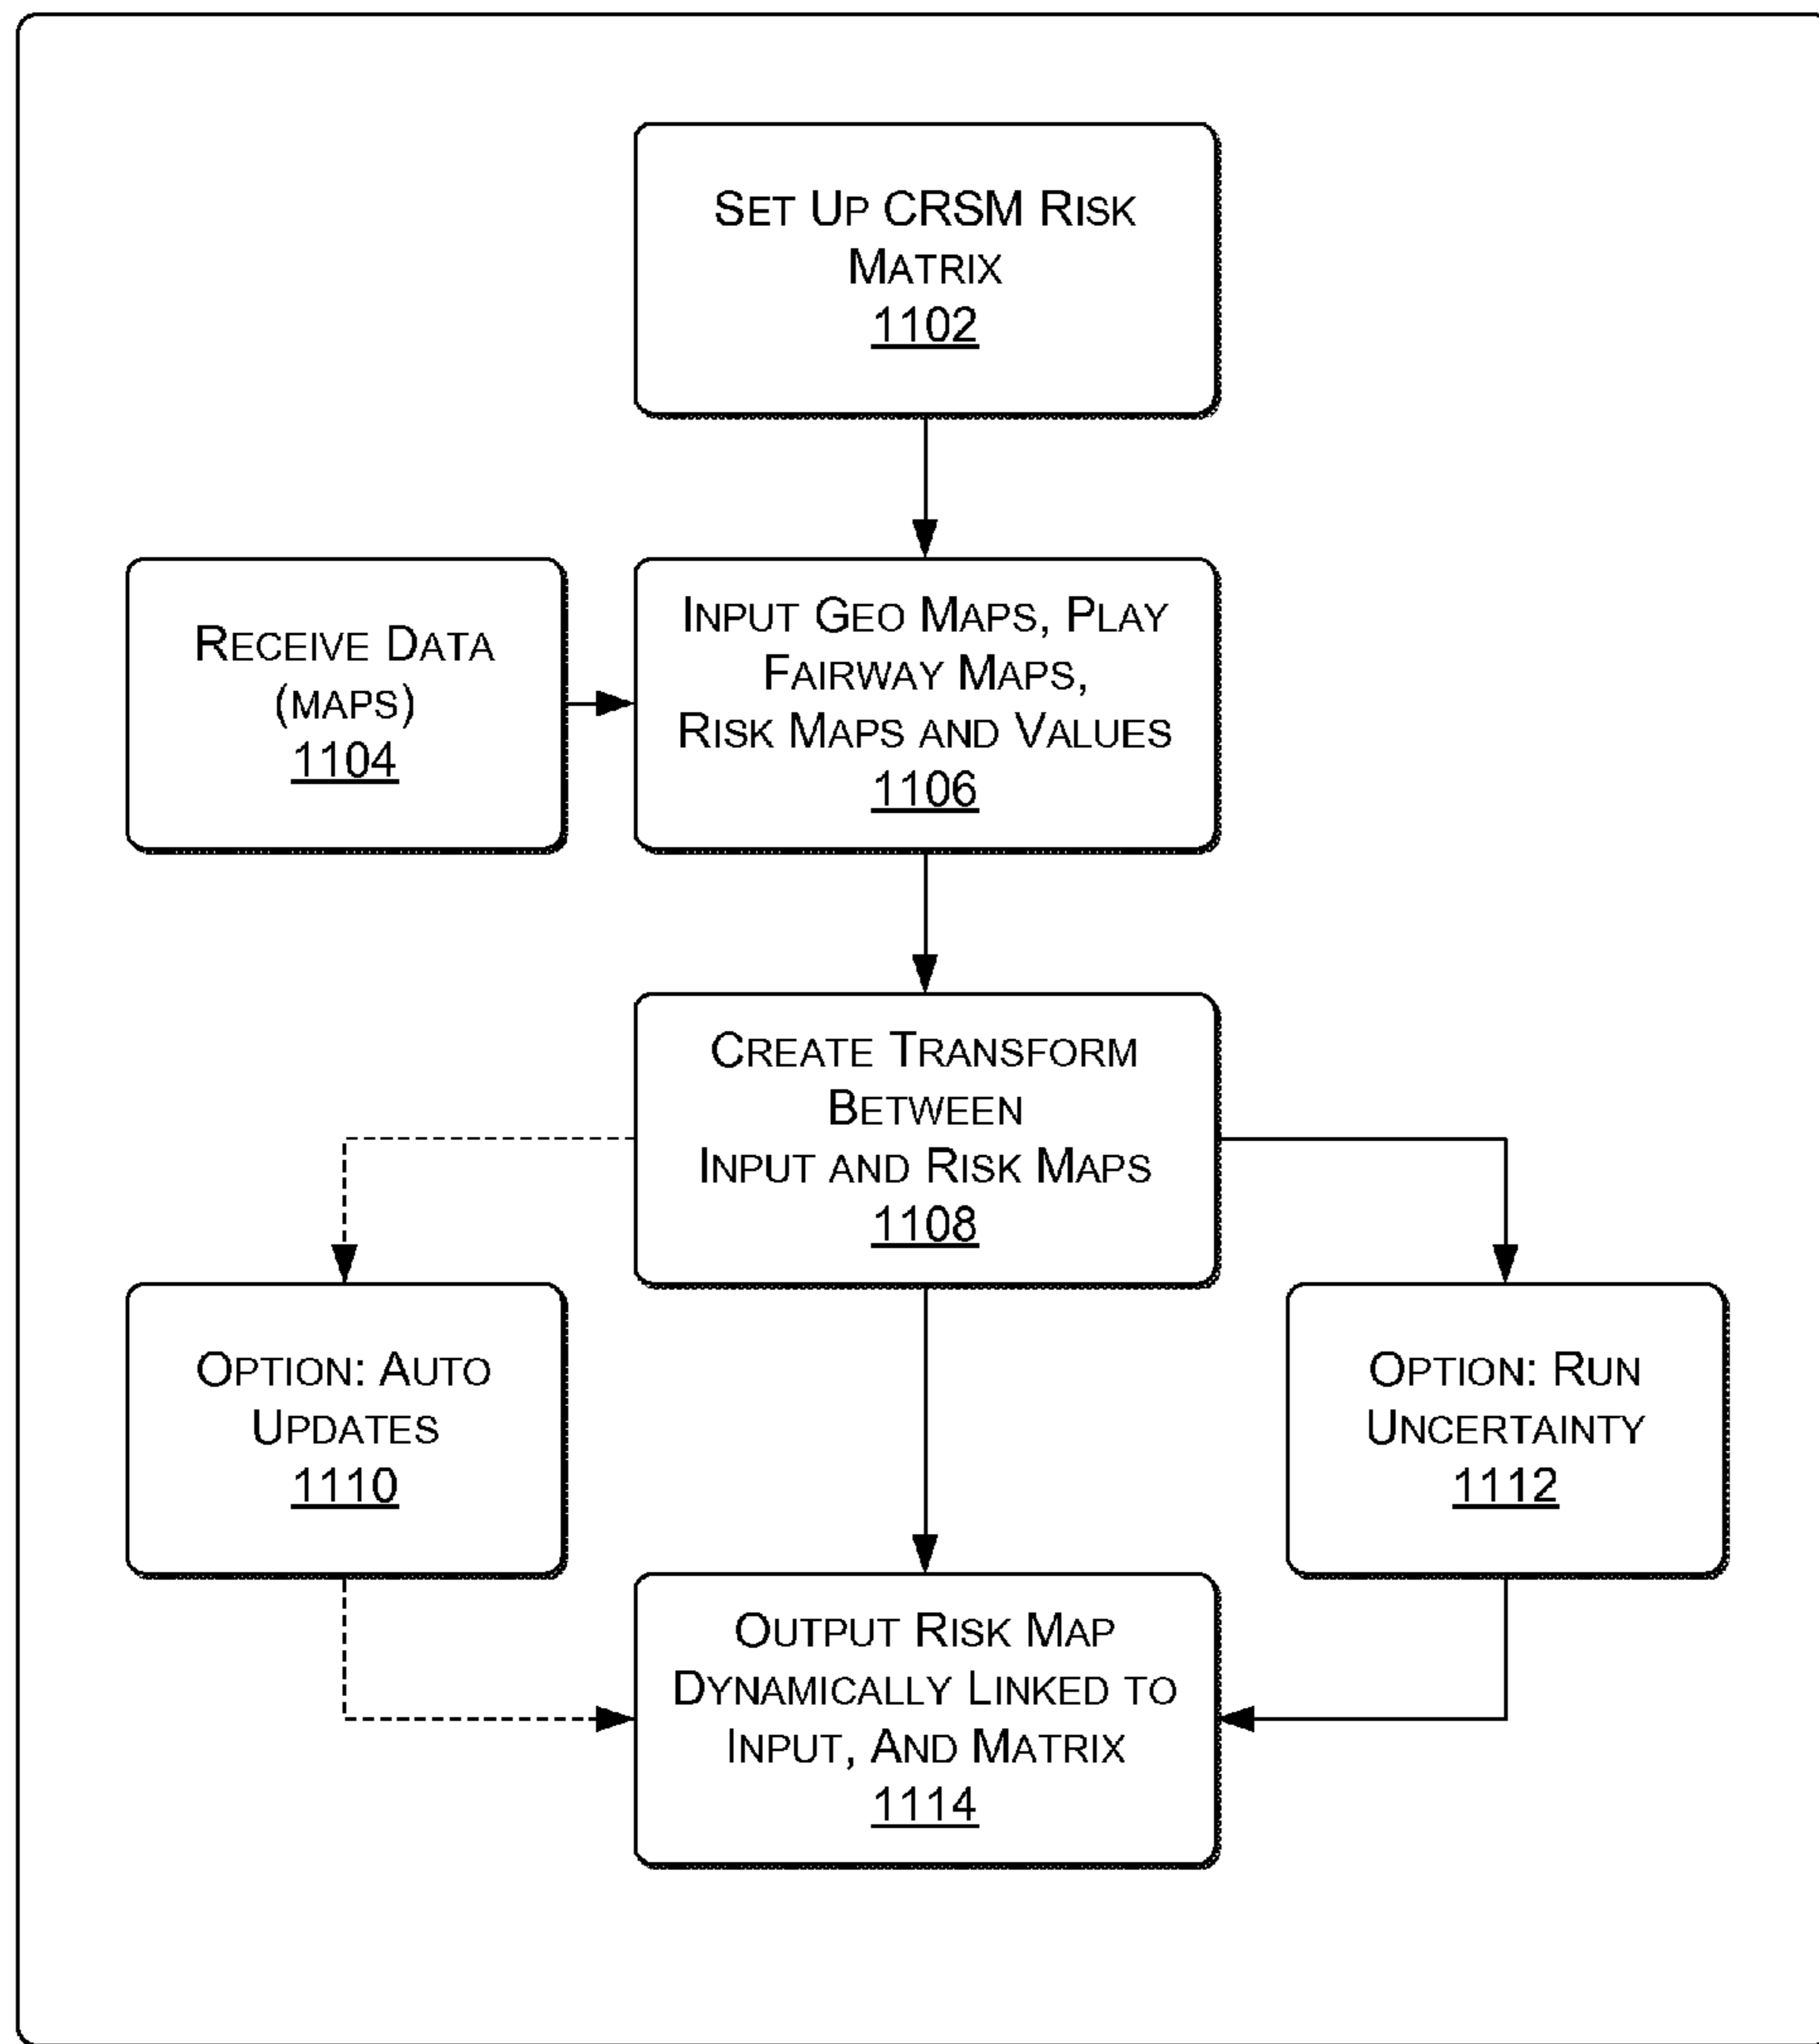 SET UP CRSM RISK
MATRIX
1102
RECEIVE DATA
(MAPS)
1104
INPUT GEO MAPS, PLAY
FAIRWAY MAPS,
RISK MAPS AND VALUES
1106
CREATE TRANSFORM
BETWEEN
INPUT AND RISK MAPS
1108
OPTION: AUTO
UPDATES
1110
OPTION: RUN
UNCERTAINTY
1112
OUTPUT RISK MAP
DYNAMICALLY LINKED TO
INPUT, AND MATRIX
1114